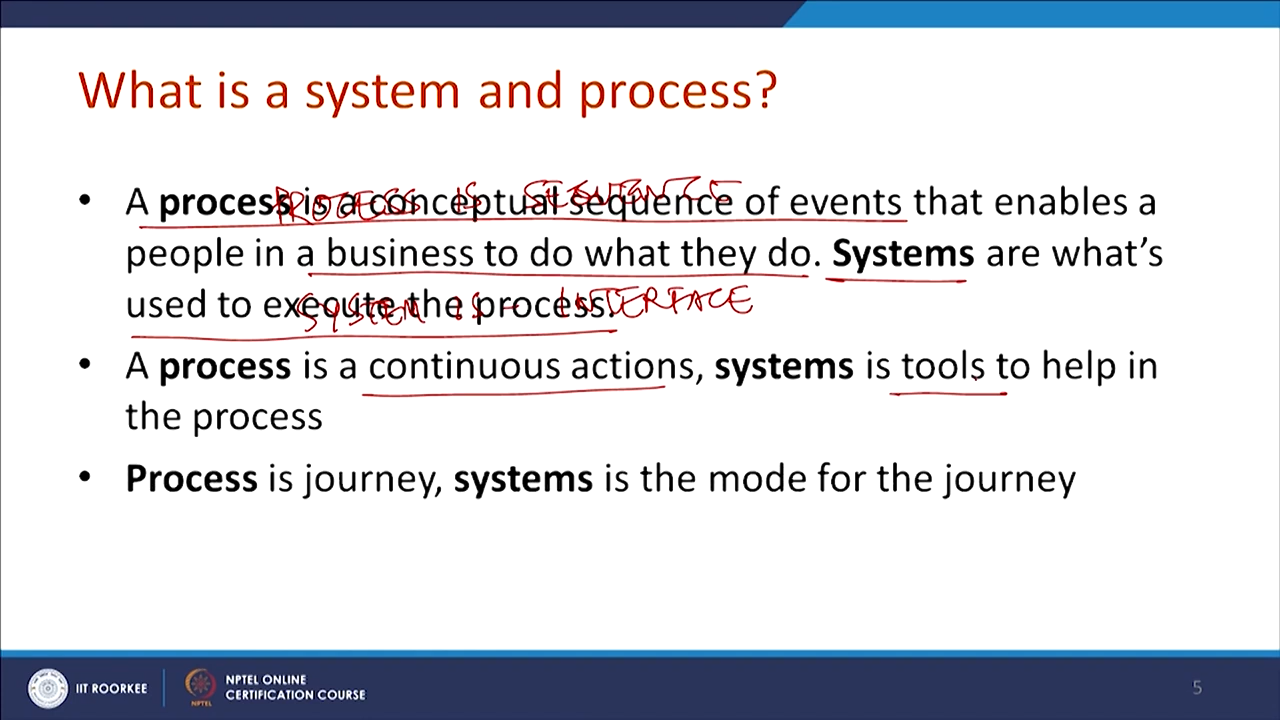 What is a system and process?
• A process is a conceptual sequence of events that enables a
PROCESS IS SEQUENCE
people in a business to do what they do. Systems are what's
used to execute the process.
SYSTEM IS - INTERFACE
• A process is a continuous actions, systems is tools to help in
the process
• Process is journey, systems is the mode for the journey
IIT ROORKEE
NPTEL
NPTEL ONLINE
CERTIFICATION COURSE
5